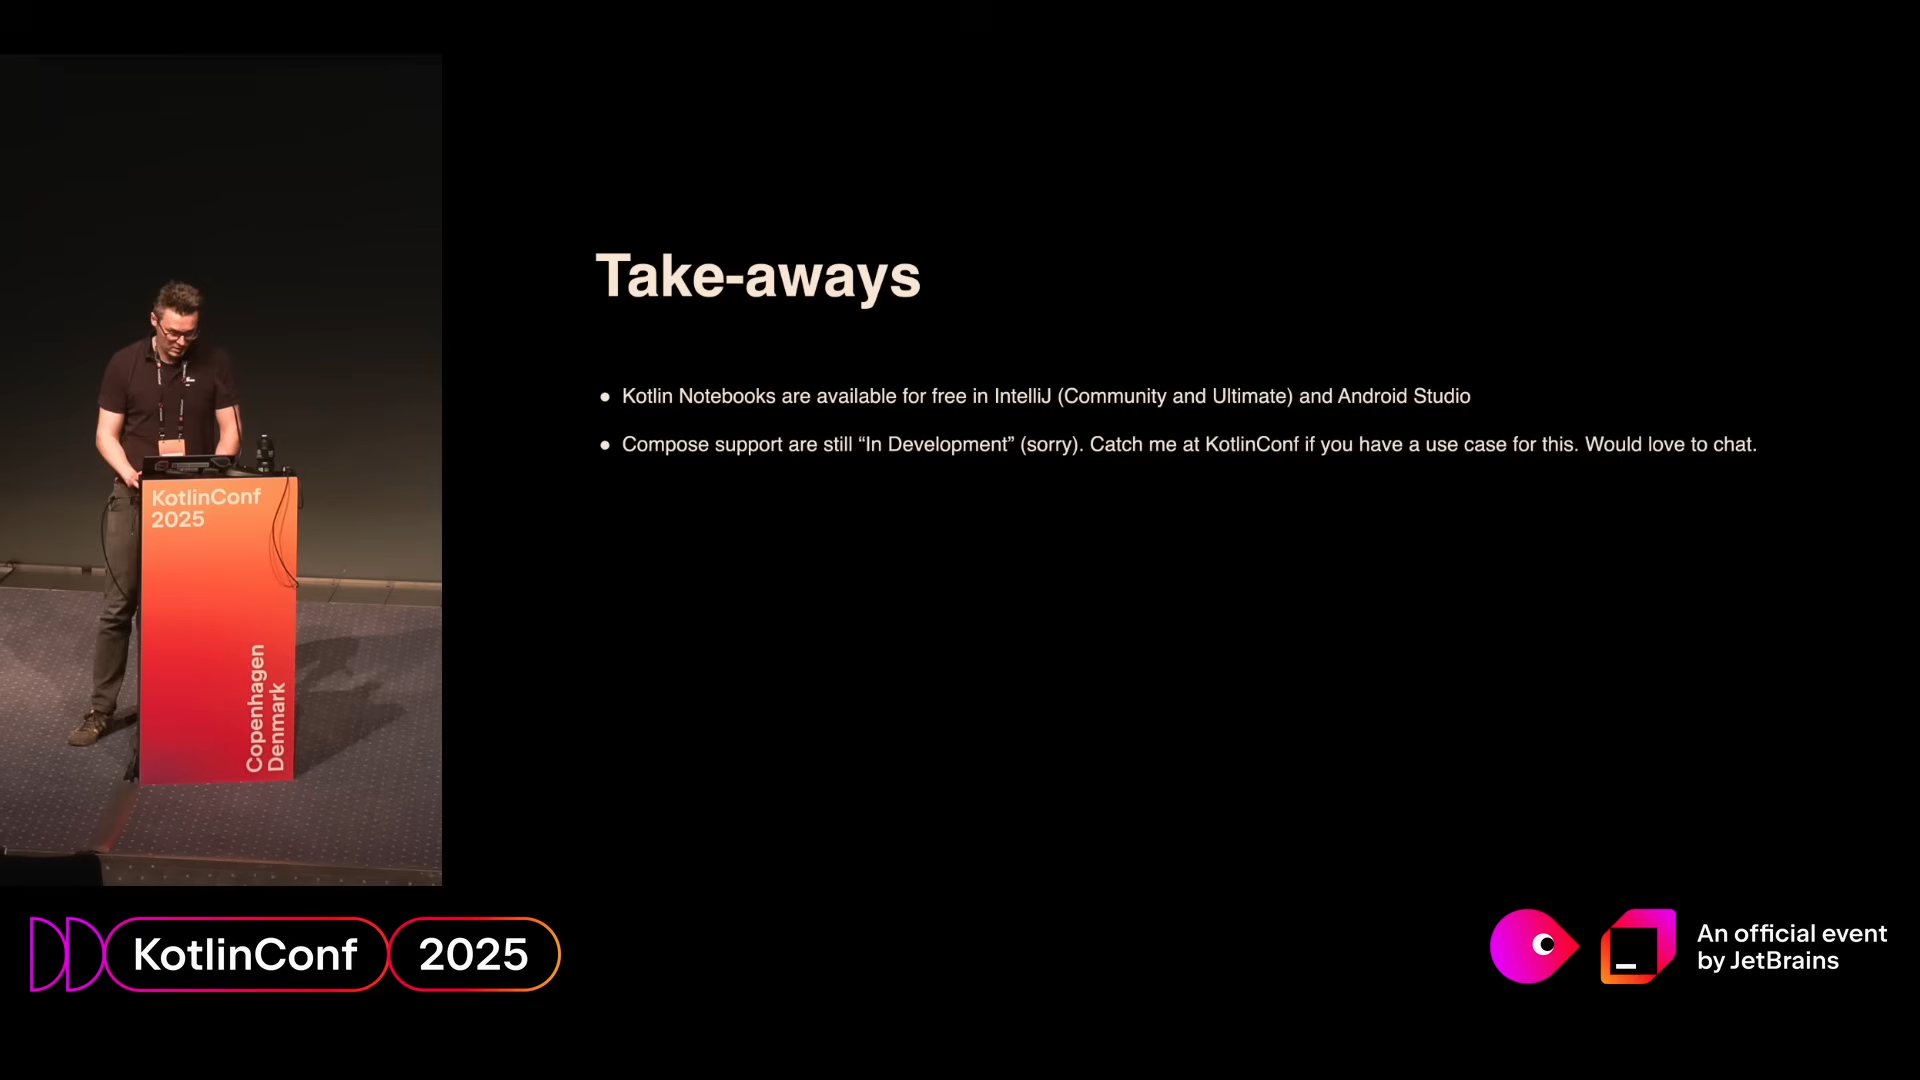 Take-aways
• Kotlin Notebooks are available for free in IntelliJ (Community and Ultimate) and Android Studio
• Compose support are still “In Development” (sorry). Catch me at KotlinConf if you have a use case for this. Would love to chat.
KotlinConf
2025
Copenhagen
Denmark
KotlinConf 2025
An official event
by JetBrains